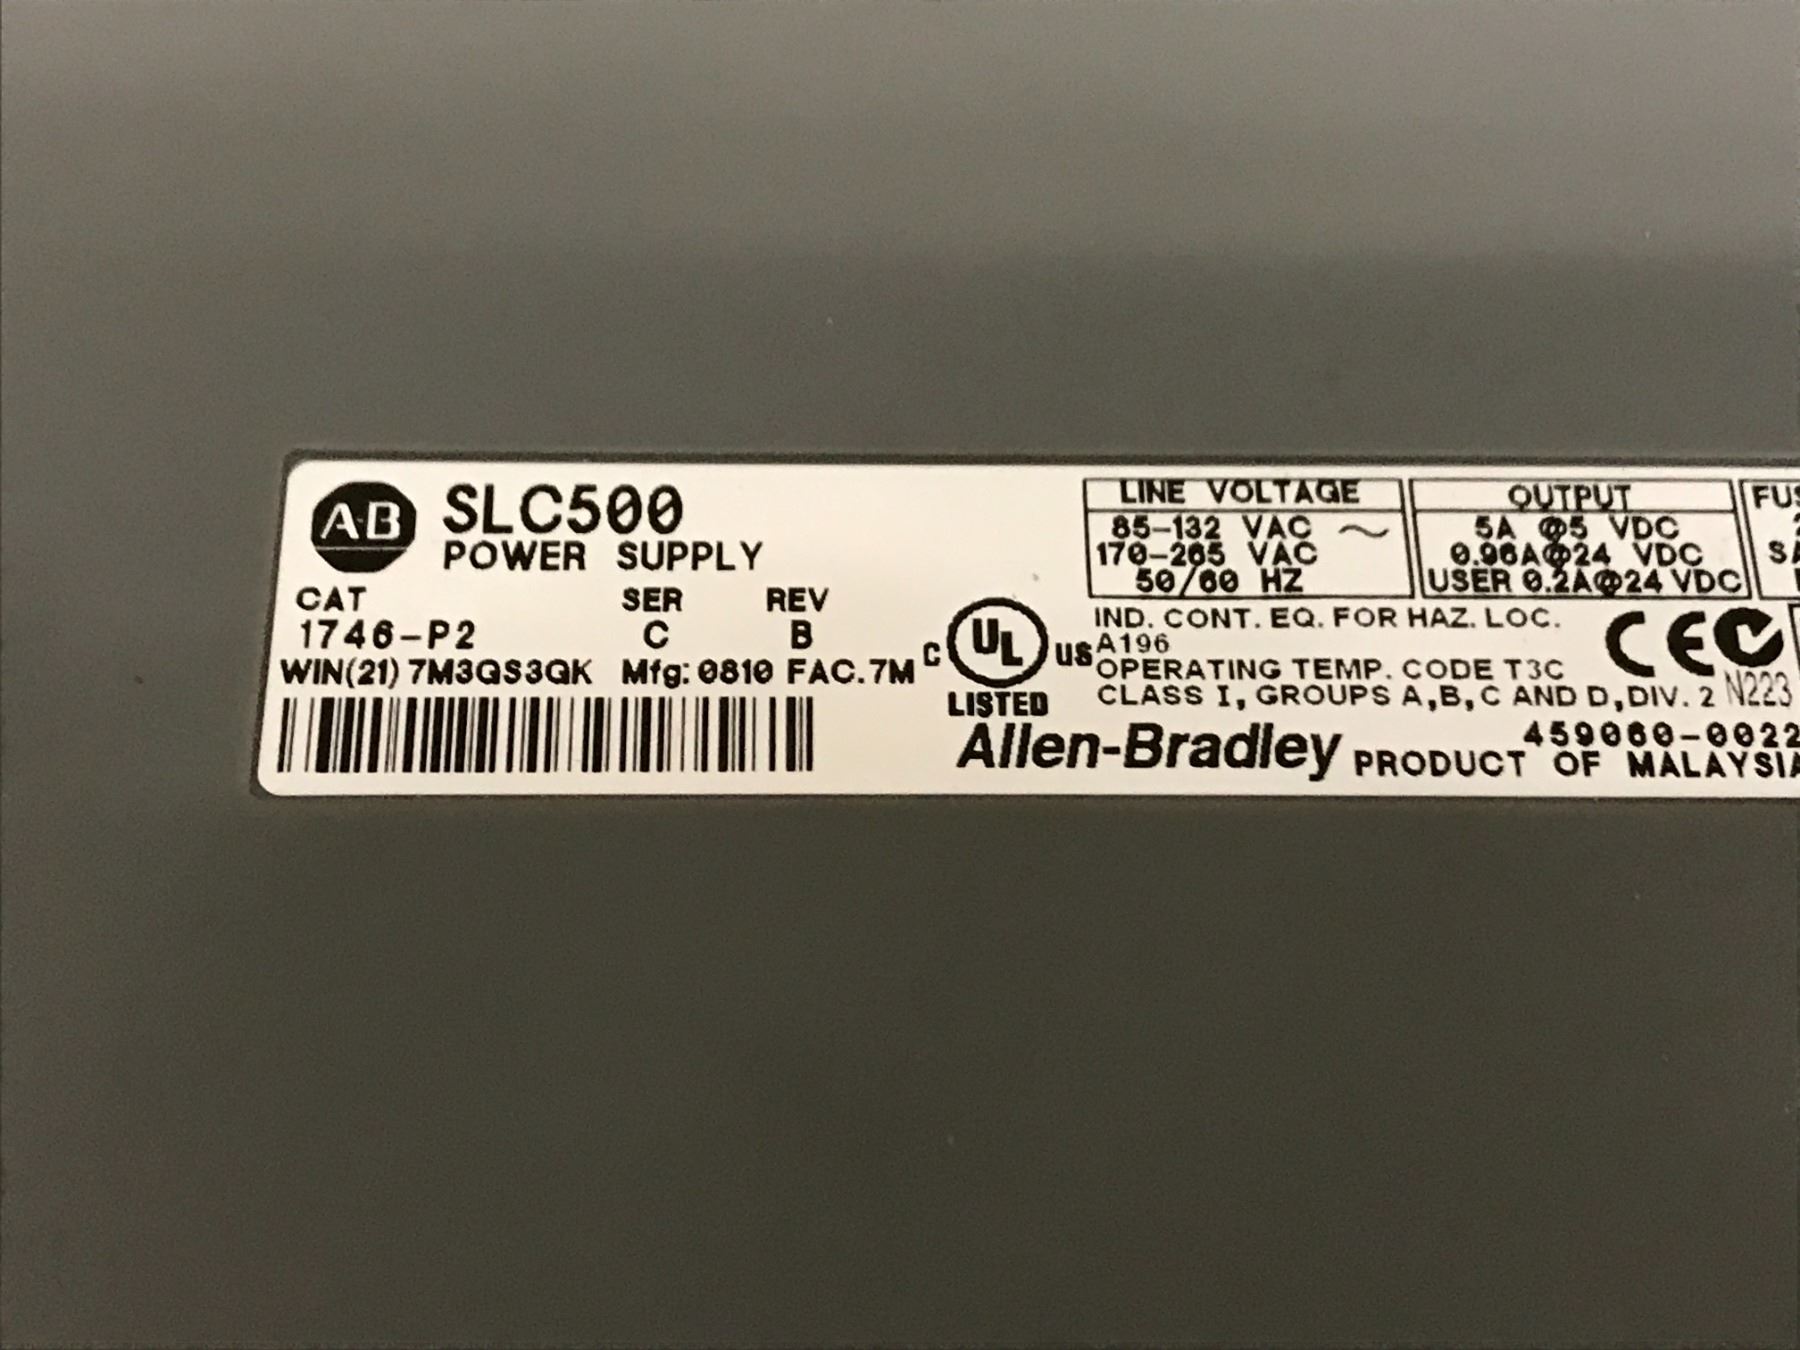 A-B
SLC500
POWER SUPPLY
CAT SER REV
1746-P2 C B
WIN(21) 7M3QS3QK Mfg: 0810 FAC. 7M
LINE VOLTAGE
85-132 VAC ~
170-265 VAC
50/60 HZ
OUTPUT
5A @5 VDC
0.96A@24 VDC
USER 0.2A@24 VDC
C UL US
LISTED
IND. CONT. EQ. FOR HAZ. LOC.
A196
OPERATING TEMP. CODE T3C
CLASS I, GROUPS A, B, C AND D, DIV. 2
CE
N223
Allen-Bradley
459060-0022
PRODUCT OF MALAYSIA